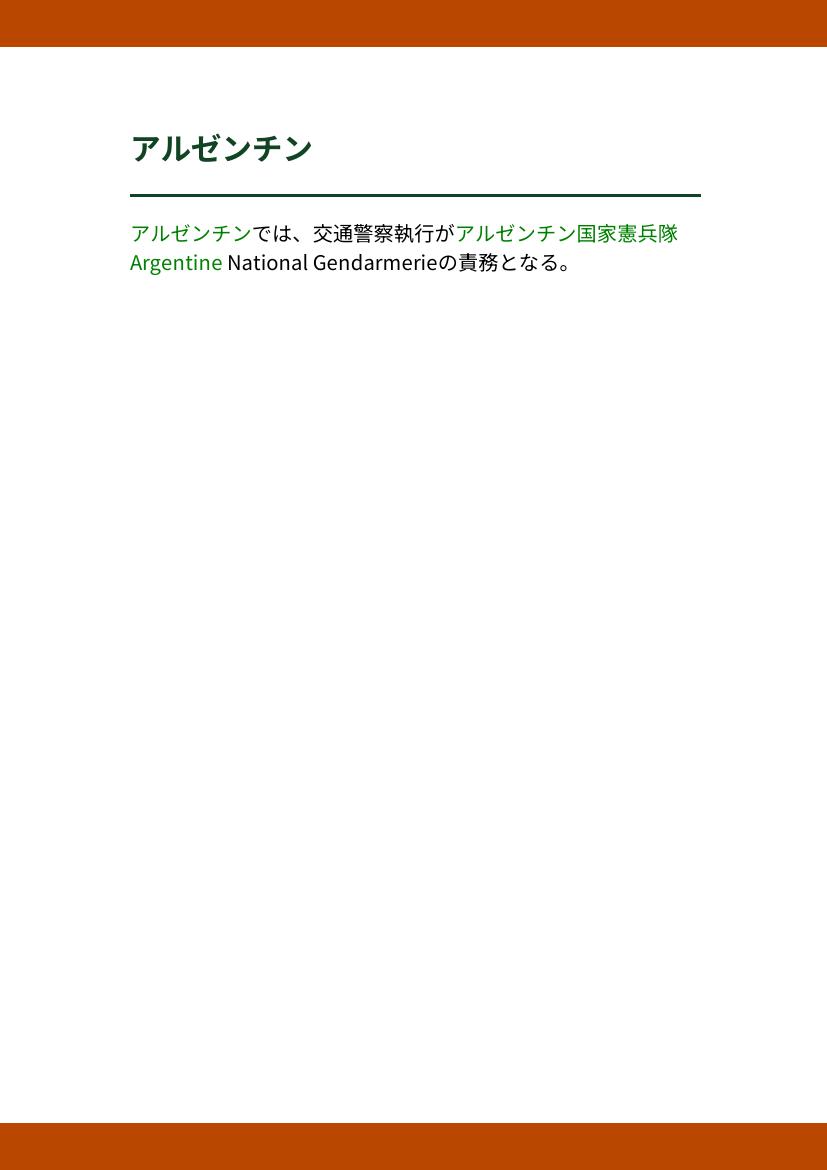 アルゼンチン
アルゼンチンでは、交通警察執行がアルゼンチン国家憲兵隊
Argentine National Gendarmerieの責務となる。